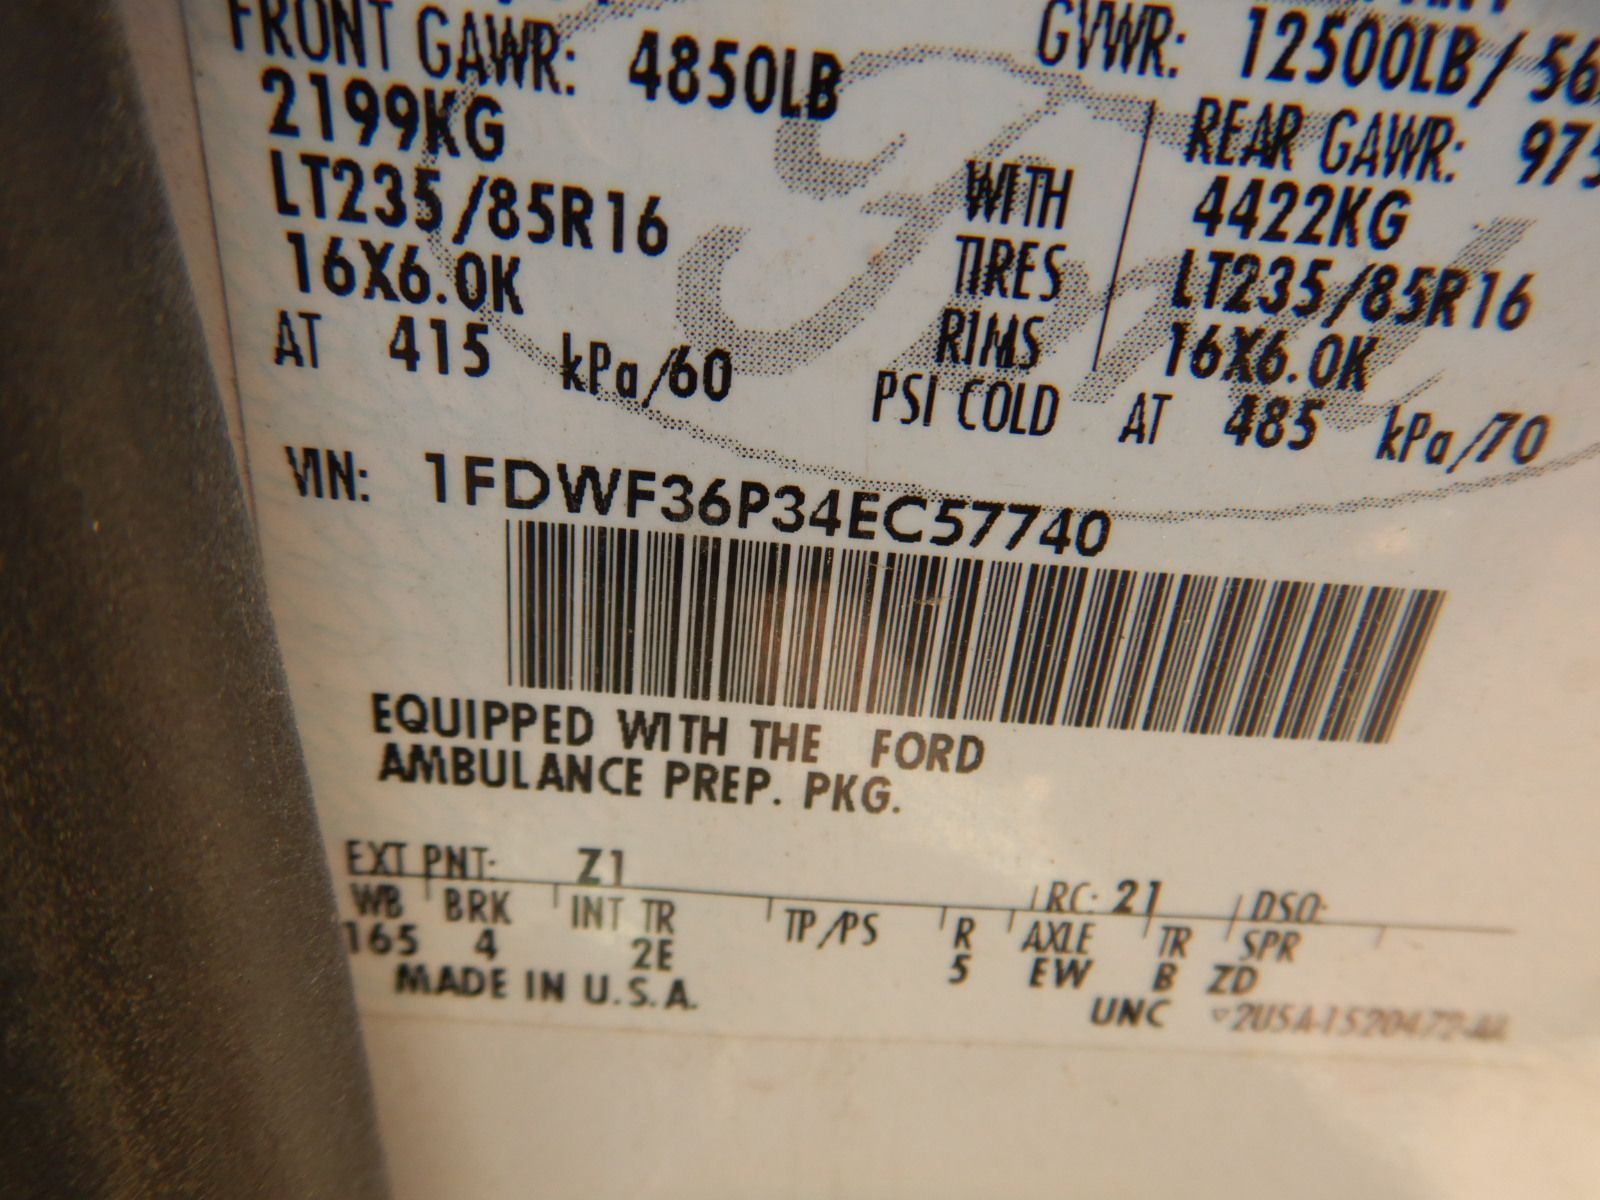 FRONT GAWR: 4850LB GVWR: 12500LB/ 56
2199KG REAR GAWR: 975
LT235/85R16 WITH 4422KG
16X6.0K TIRES LT235/85R16
RIMS 16X6.0K
AT 415 kPa/60 PSI COLD AT 485 kPa/70
VIN: 1FDWF36P34EC57740
EQUIPPED WITH THE FORD
AMBULANCE PREP. PKG.
EXT PNT: Z1 RC: 21 DSO:
WB BRK INT TR TP/PS R AXLE TR SPR
165 4 2E 5 EW B ZD
MADE IN U.S.A. UNC